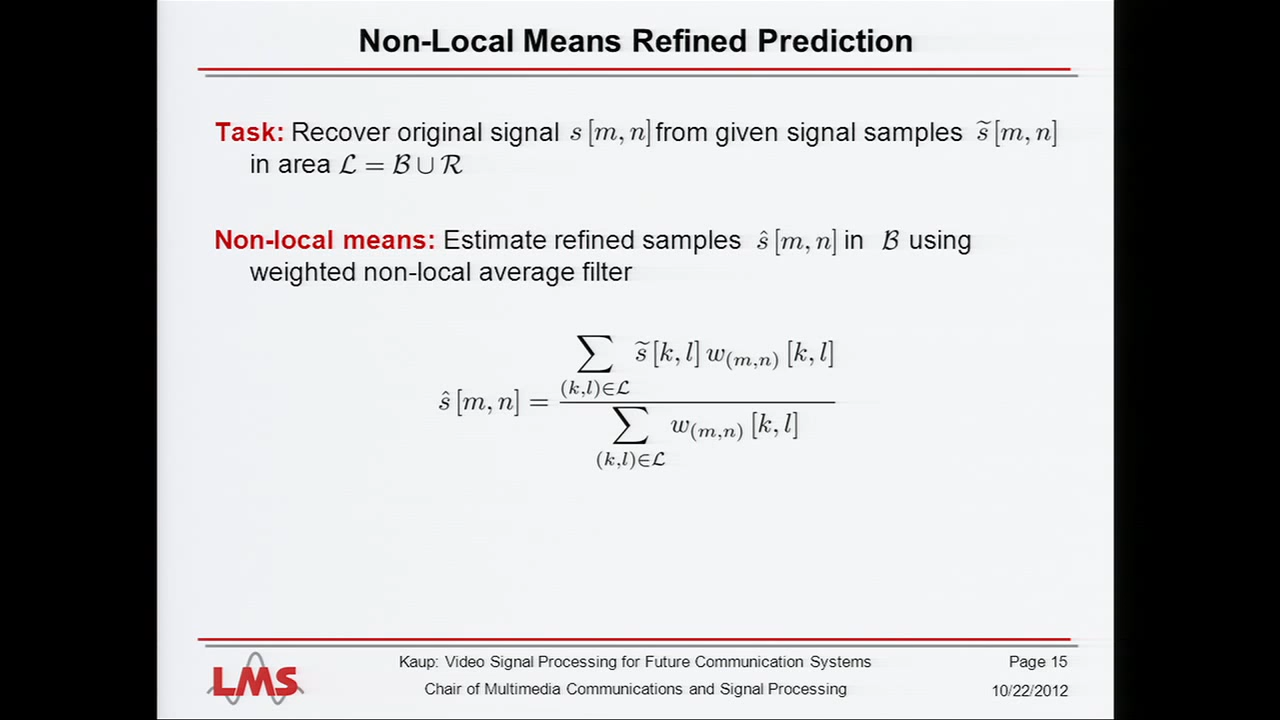 Non-Local Means Refined Prediction
Task: Recover original signal s[m, n] from given signal samples s̃[m, n]
in area ℒ = ℬ ∪ ℛ
Non-local means: Estimate refined samples ŝ[m, n] in ℬ using
weighted non-local average filter
∑ s̃[k, l] w(m,n) [k, l]
(k,l)∈ℒ
ŝ[m, n] =
∑ w(m,n) [k, l]
(k,l)∈ℒ
Kaup: Video Signal Processing for Future Communication Systems Page 15
LMS Chair of Multimedia Communications and Signal Processing 10/22/2012